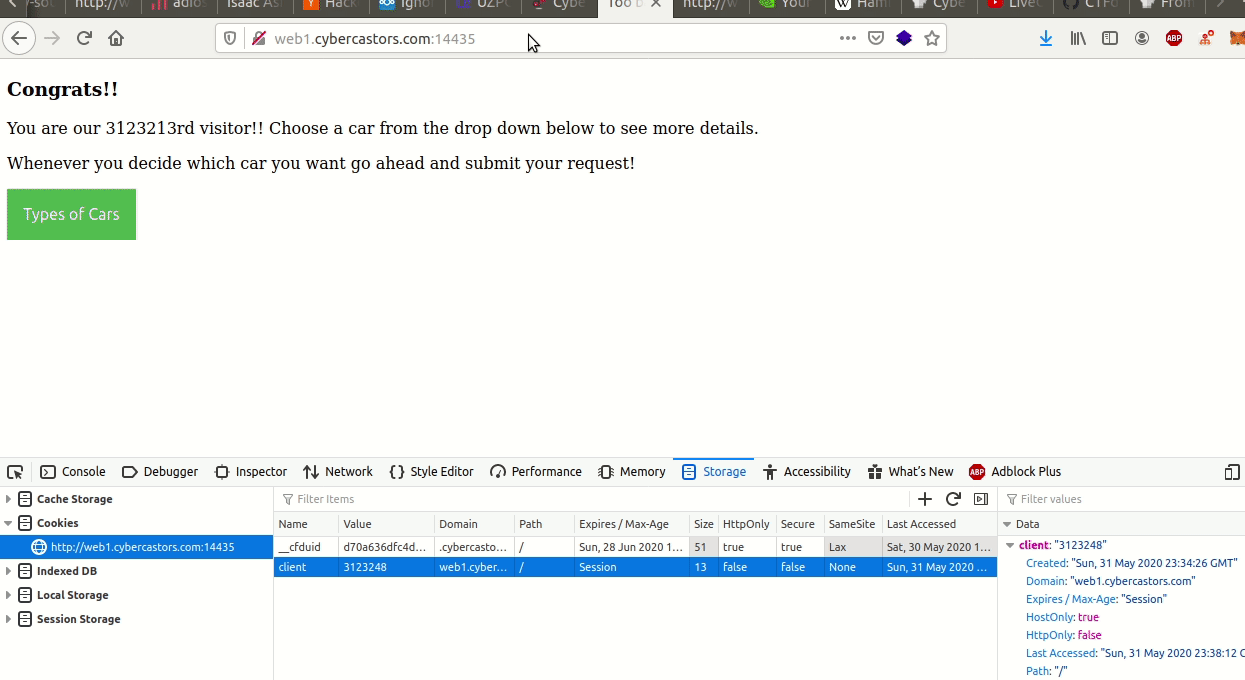 http://w
adios
Isaac Asi
Hack
Ignor
UZP
Cybe
Too b
http://w
Your
W Ham
Cybe
Live
CTFd
From
web1.cybercastors.com:14435
ABP
Congrats!!
You are our 3123213rd visitor!! Choose a car from the drop down below to see more details.
Whenever you decide which car you want go ahead and submit your request!
Types of Cars
Console Debugger Inspector Network {} Style Editor Performance Memory Storage Accessibility What's New ABP Adblock Plus
Cache Storage
Cookies
http://web1.cybercastors.com:14435
Indexed DB
Local Storage
Session Storage
Filter Items
Name Value Domain Path Expires / Max-Age Size HttpOnly Secure SameSite Last Accessed
__cfduid d70a636dfc4d... .cybercasto... / Sun, 28 Jun 2020 1... 51 true true Lax Sat, 30 May 2020 1...
client 3123248 web1.cyber... / Session 13 false false None Sun, 31 May 2020 ...
Filter values
Data
client: "3123248"
Created: "Sun, 31 May 2020 23:34:26 GMT"
Domain: "web1.cybercastors.com"
Expires / Max-Age: "Session"
HostOnly: true
HttpOnly: false
Last Accessed: "Sun, 31 May 2020 23:38:12 G
Path: "/"